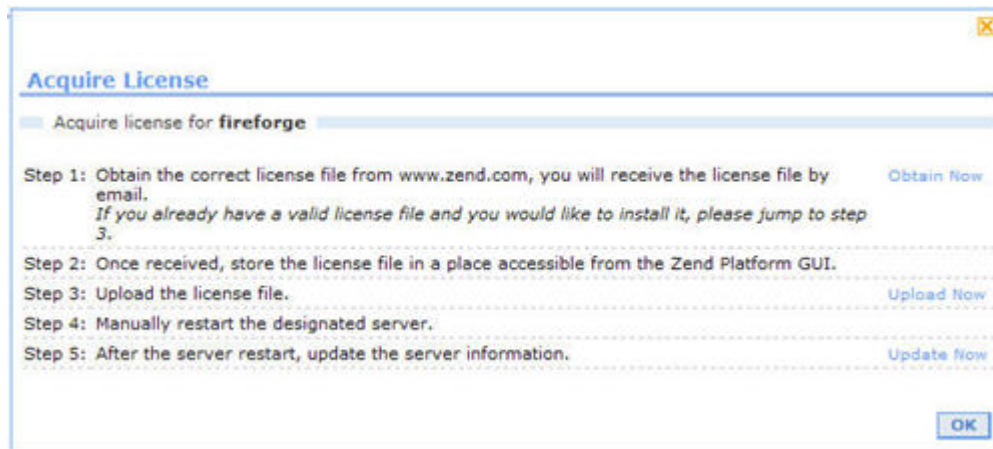 Acquire License
Acquire license for fireforge
Step 1: Obtain the correct license file from www.zend.com, you will receive the license file by Obtain Now
email.
If you already have a valid license file and you would like to install it, please jump to step
3.
Step 2: Once received, store the license file in a place accessible from the Zend Platform GUI.
Step 3: Upload the license file. Upload Now
Step 4: Manually restart the designated server.
Step 5: After the server restart, update the server information. Update Now
OK